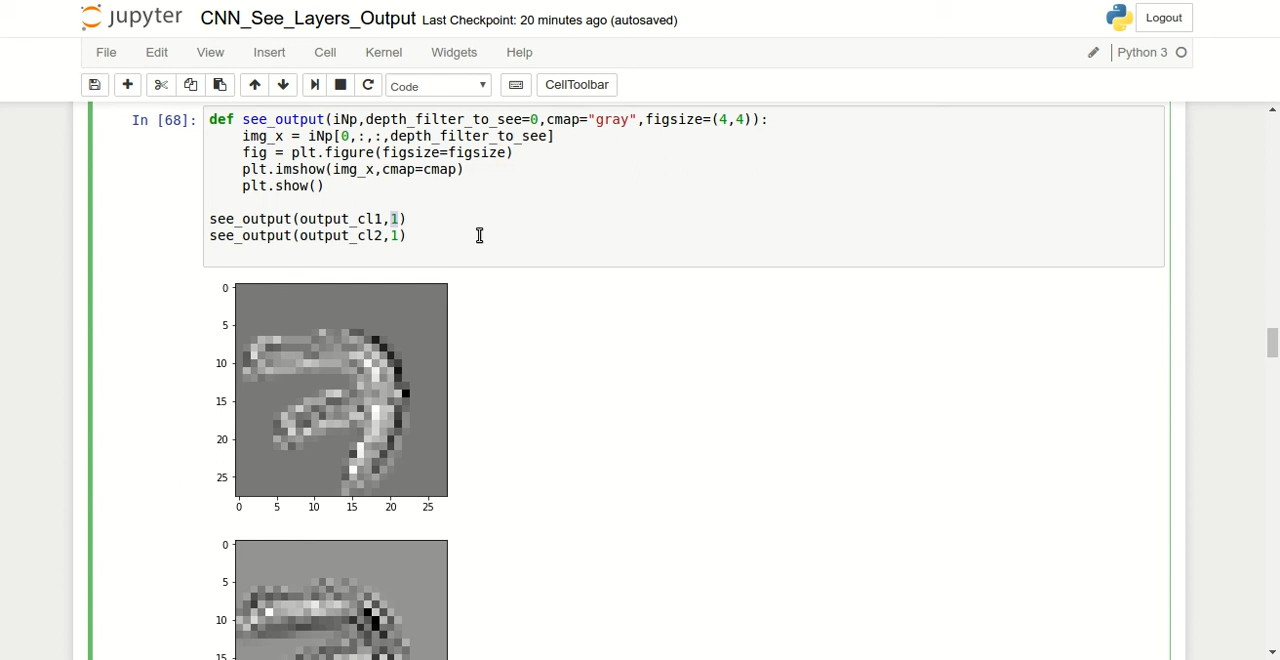 jupyter CNN_See_Layers_Output Last Checkpoint: 20 minutes ago (autosaved) Logout
File Edit View Insert Cell Kernel Widgets Help Python 3
Code CellToolbar
In [68]: def see_output(iNp,depth_filter_to_see=0,cmap="gray",figsize=(4,4)):
    img_x = iNp[0,:,:,depth_filter_to_see]
    fig = plt.figure(figsize=figsize)
    plt.imshow(img_x,cmap=cmap)
    plt.show()
see_output(output_cl1,1)
see_output(output_cl2,1)
0
5
10
15
20
25
0 5 10 15 20 25
0
5
10
15